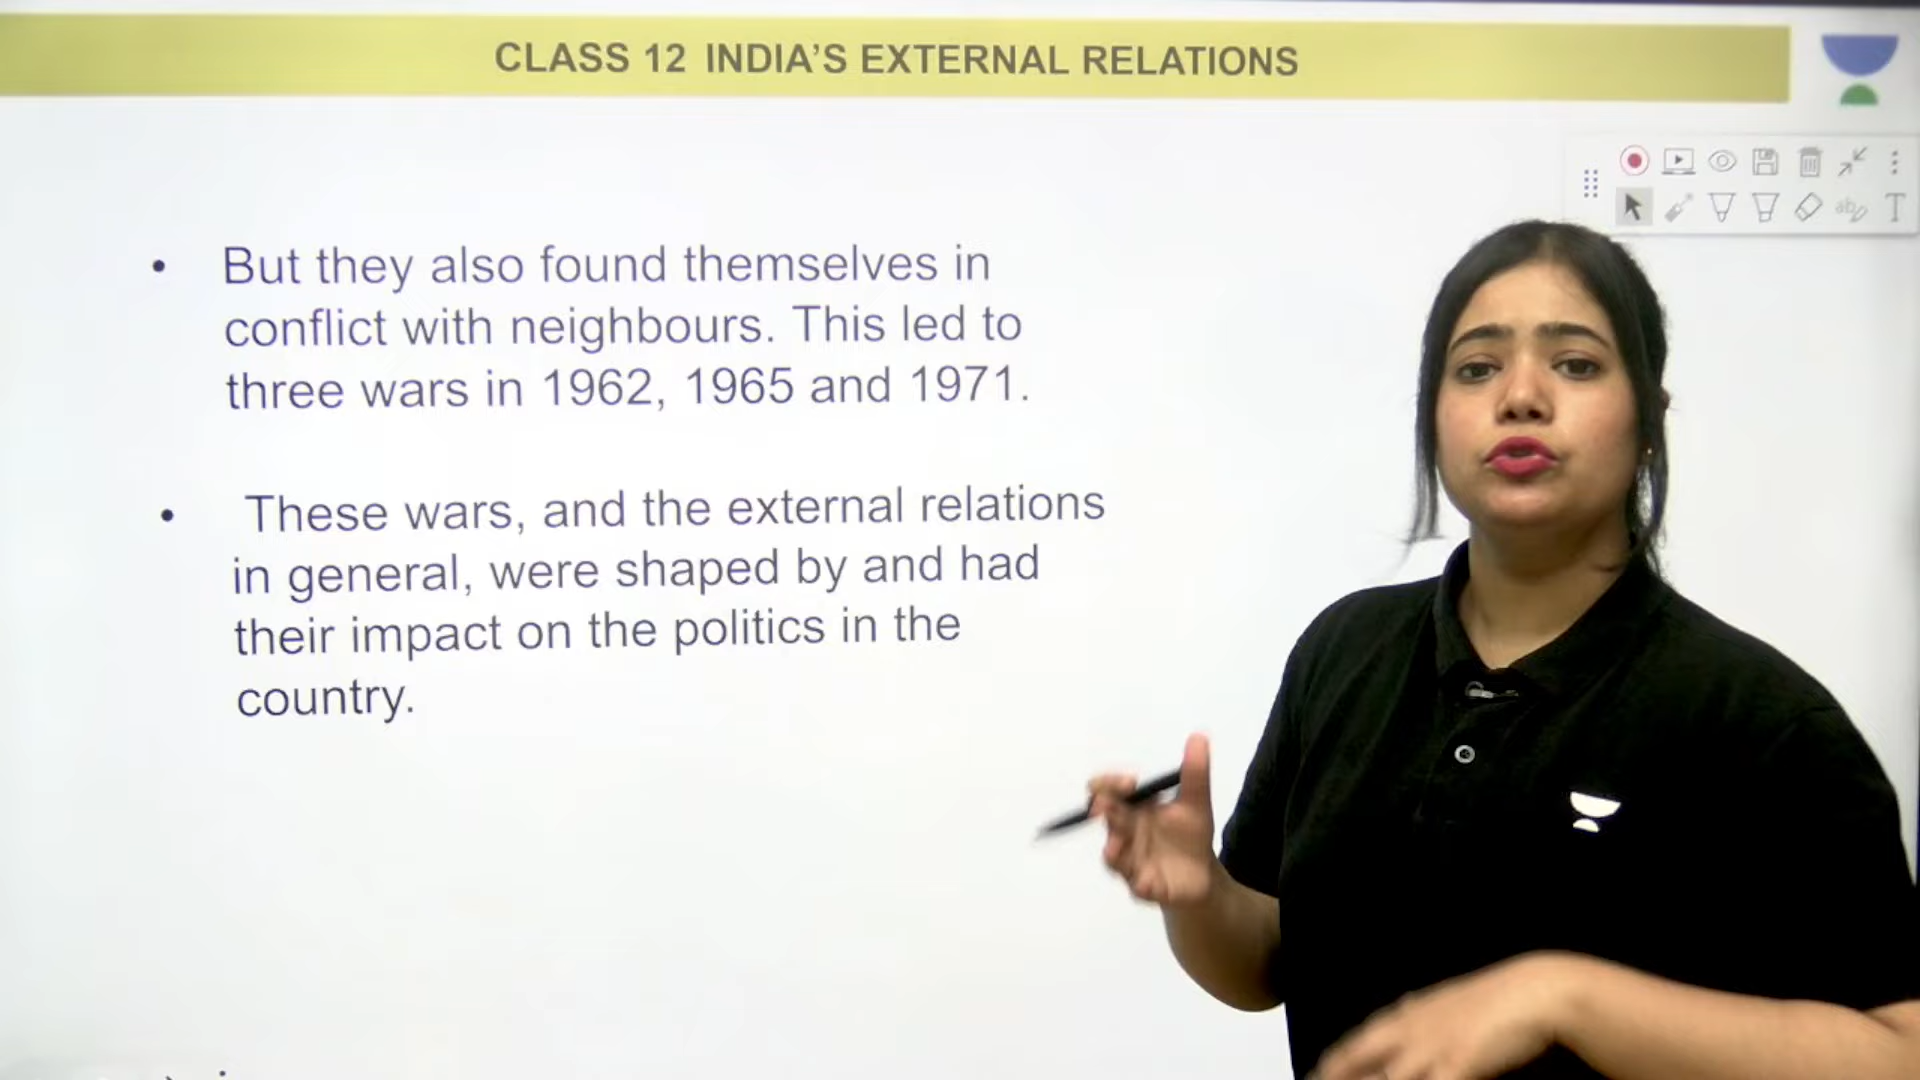 CLASS 12 INDIA'S EXTERNAL RELATIONS
• But they also found themselves in
conflict with neighbours. This led to
three wars in 1962, 1965 and 1971.
• These wars, and the external relations
in general, were shaped by and had
their impact on the politics in the
country.
ab
T